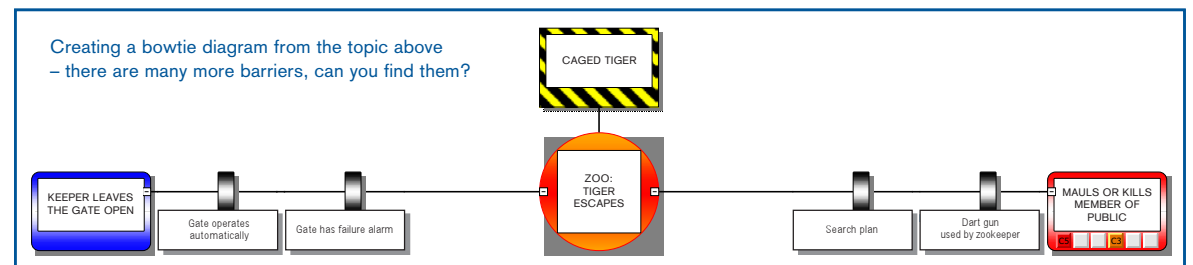 Creating a bowtie diagram from the topic above
– there are many more barriers, can you find them?
CAGED TIGER
KEEPER LEAVES
THE GATE OPEN
Gate operates
automatically
Gate has failure alarm
ZOO:
TIGER
ESCAPES
Search plan
Dart gun
used by zookeeper
MAULS OR KILLS
MEMBER OF
PUBLIC
C5
C3